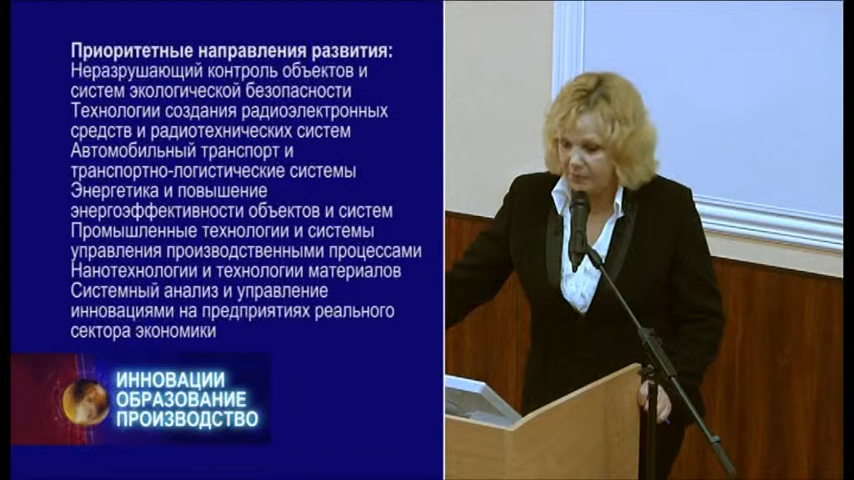 Приоритетные направления развития:
Неразрушающий контроль объектов и
систем экологической безопасности
Технологии создания радиоэлектронных
средств и радиотехнических систем
Автомобильный транспорт и
транспортно-логистические системы
Энергетика и повышение
энергоэффективности объектов и систем
Промышленные технологии и системы
управления производственными процессами
Нанотехнологии и технологии материалов
Системный анализ и управление
инновациями на предприятиях реального
сектора экономики
ИННОВАЦИИ
ОБРАЗОВАНИЕ
ПРОИЗВОДСТВО